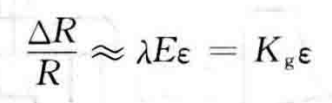 ΔR/R ≈ λEε = K_g ε